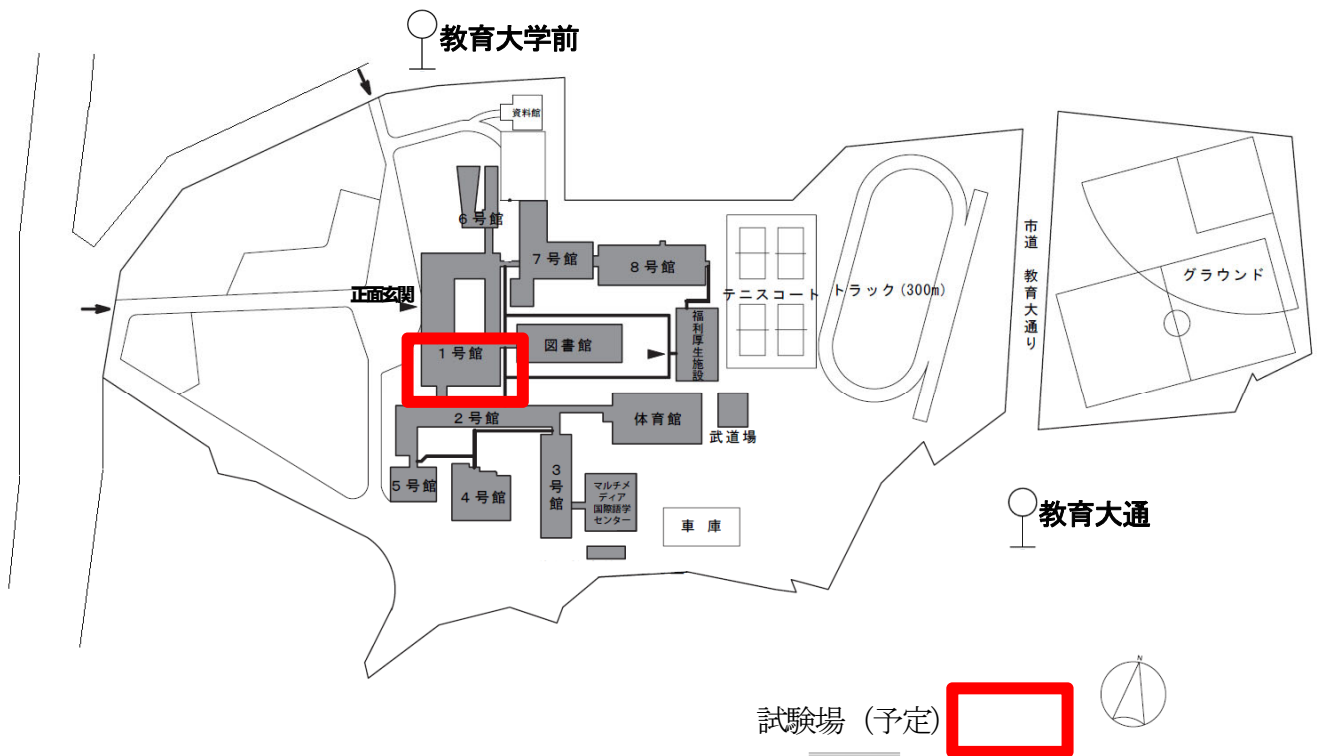 教育大学前
資料館
6号館
7号館
8号館
正面玄関
テニスコート
トラック(300m)
市道 教育大通り
グラウンド
1号館
図書館
福利厚生施設
2号館
体育館
武道場
5号館
4号館
3号館
マルチメ
ディア
国際語学
センター
車庫
教育大通
N
試験場（予定）